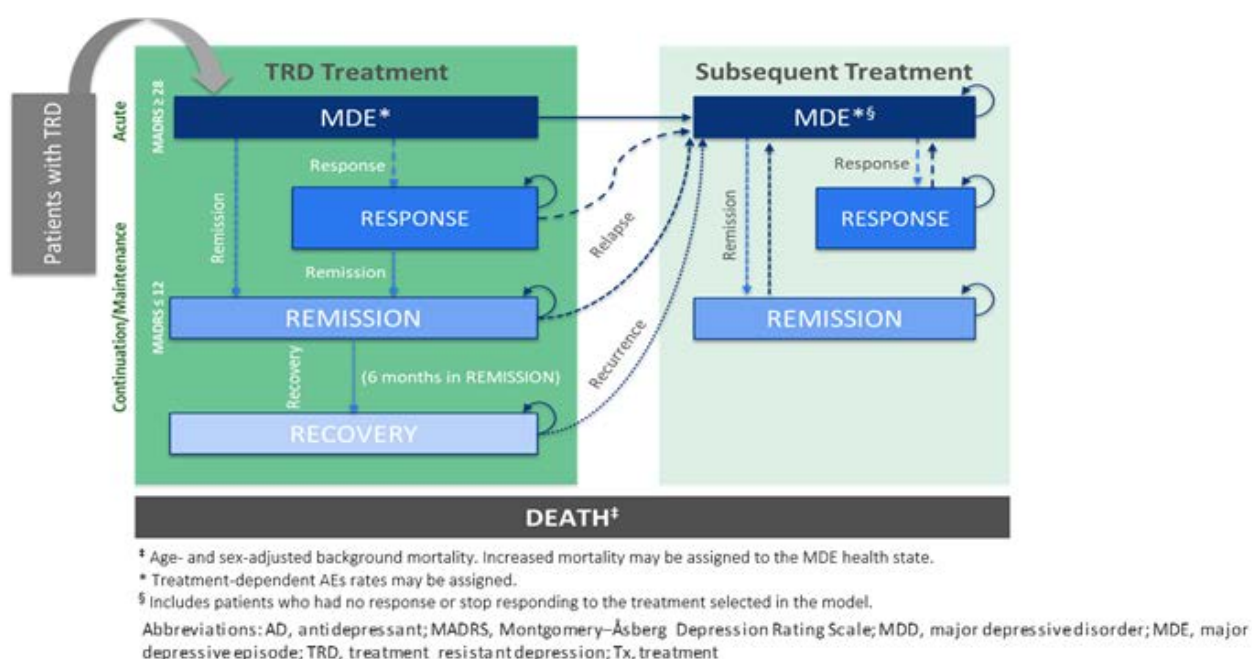 Patients with TRD
Acute
Continuation/Maintenance
TRD Treatment
MADRS ≥ 28
MDE*
Response
Remission
RESPONSE
Remission
MADRS ≤ 12
REMISSION
Recovery
(6 months in REMISSION)
RECOVERY
Relapse
Recurrence
Subsequent Treatment
MDE*§
Response
Remission
RESPONSE
REMISSION
DEATH‡
‡ Age- and sex-adjusted background mortality. Increased mortality may be assigned to the MDE health state.
* Treatment-dependent AEs rates may be assigned.
§ Includes patients who had no response or stop responding to the treatment selected in the model.
Abbreviations: AD, antidepressant; MADRS, Montgomery–Åsberg Depression Rating Scale; MDD, major depressive disorder; MDE, major
depressive episode; TRD, treatment resistant depression; Tx, treatment